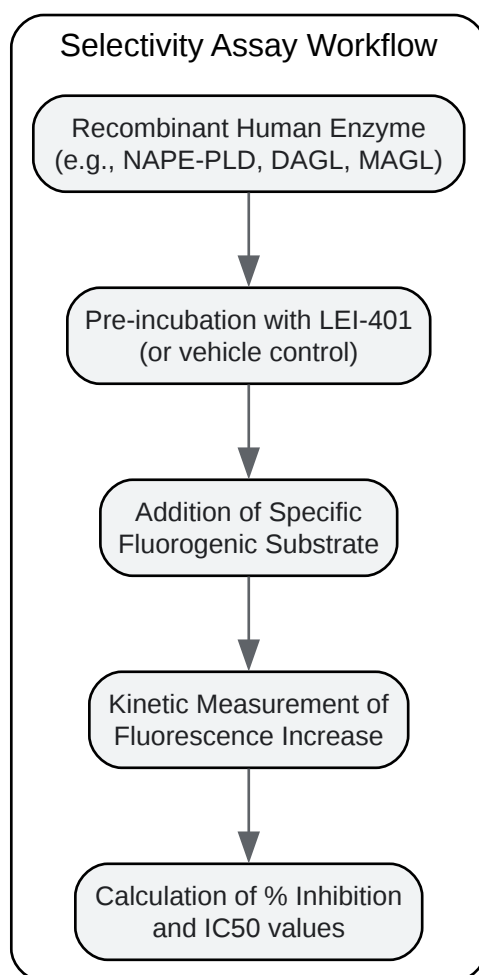 Selectivity Assay Workflow
Recombinant Human Enzyme
(e.g., NAPE-PLD, DAGL, MAGL)
Pre-incubation with LEI-401
(or vehicle control)
Addition of Specific
Fluorogenic Substrate
Kinetic Measurement of
Fluorescence Increase
Calculation of % Inhibition
and IC50 values